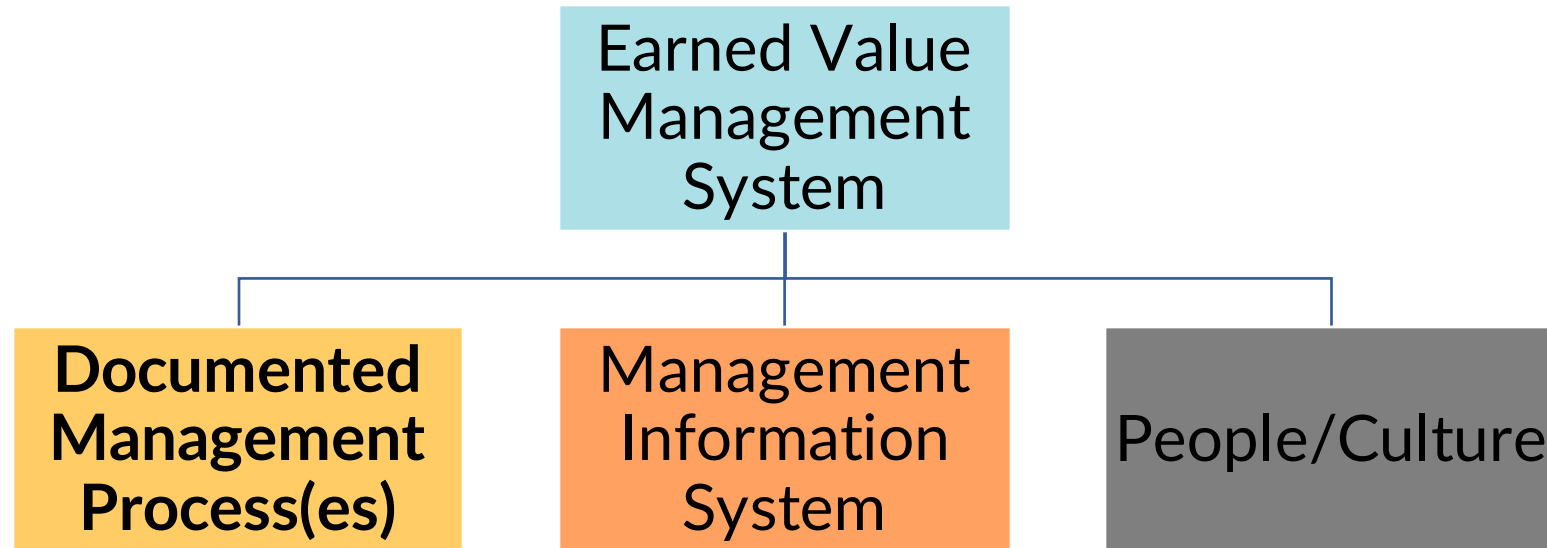 Earned Value
Management
System
Documented
Management
Process(es)
Management
Information
System
People/Culture